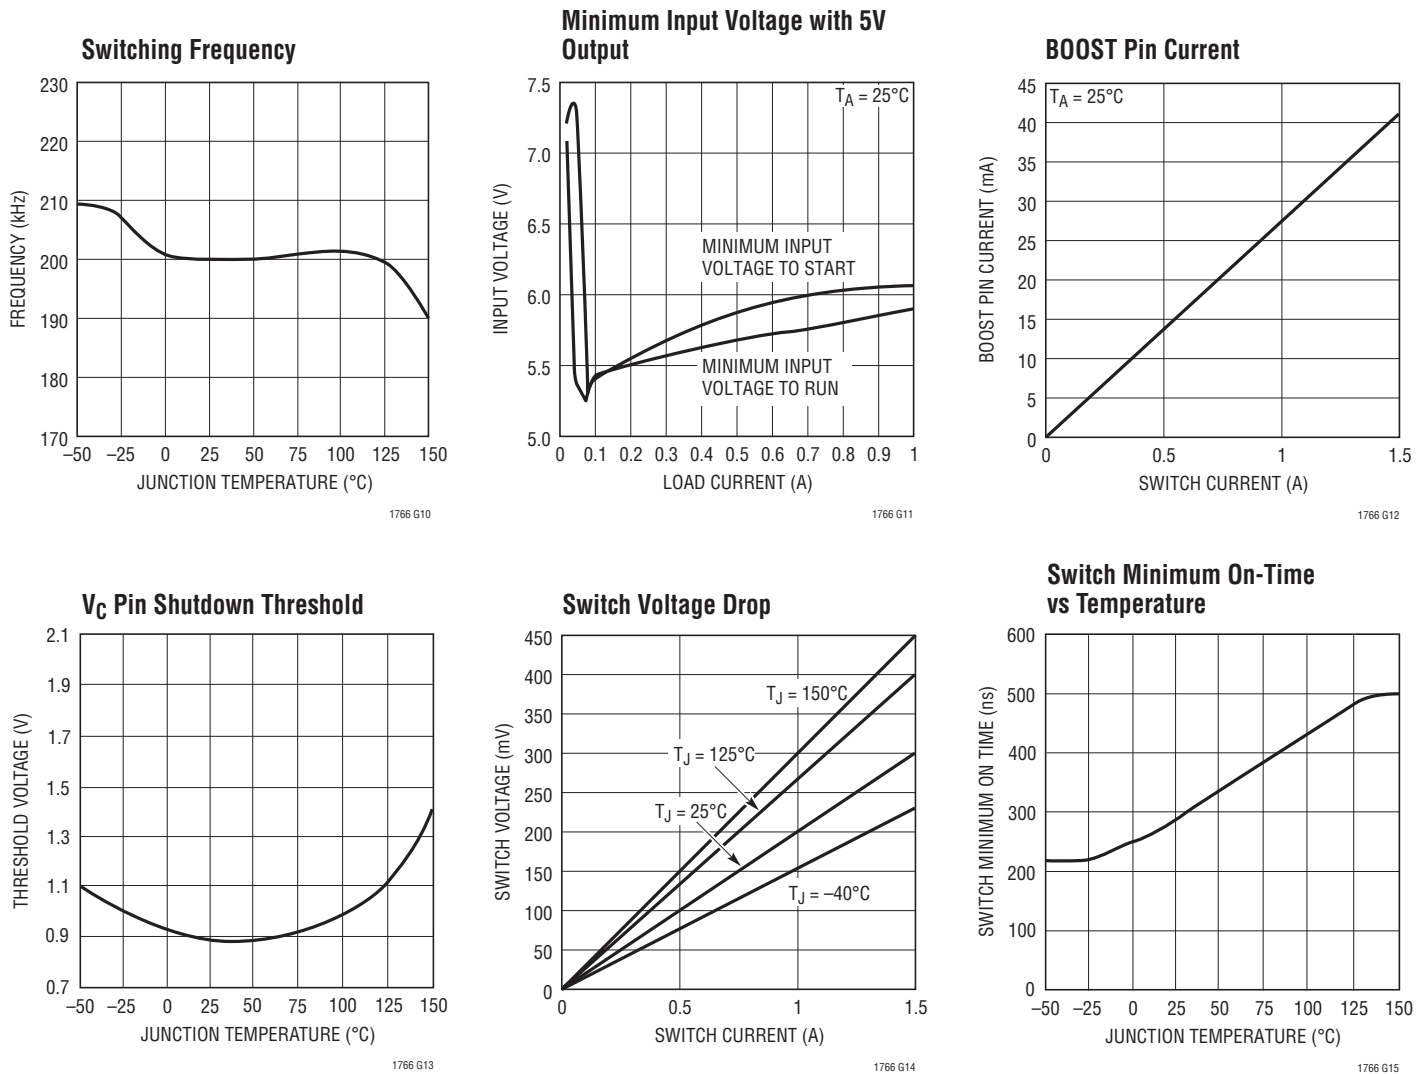 Switching Frequency
230
220
210
200
190
180
170
FREQUENCY (kHz)
–50 –25 0 25 50 75 100 125 150
JUNCTION TEMPERATURE (°C)
1766 G10
Minimum Input Voltage with 5V
Output
7.5
7.0
6.5
6.0
5.5
5.0
INPUT VOLTAGE (V)
TA = 25°C
MINIMUM INPUT
VOLTAGE TO START
MINIMUM INPUT
VOLTAGE TO RUN
0 0.1 0.2 0.3 0.4 0.5 0.6 0.7 0.8 0.9 1
LOAD CURRENT (A)
1766 G11
BOOST Pin Current
45
40
35
30
25
20
15
10
5
0
BOOST PIN CURRENT (mA)
TA = 25°C
0 0.5 1 1.5
SWITCH CURRENT (A)
1766 G12
VC Pin Shutdown Threshold
2.1
1.9
1.7
1.5
1.3
1.1
0.9
0.7
THRESHOLD VOLTAGE (V)
–50 –25 0 25 50 75 100 125 150
JUNCTION TEMPERATURE (°C)
1766 G13
Switch Voltage Drop
450
400
350
300
250
200
150
100
50
0
SWITCH VOLTAGE (mV)
TJ = 150°C
TJ = 125°C
TJ = 25°C
TJ = –40°C
0 0.5 1 1.5
SWITCH CURRENT (A)
1766 G14
Switch Minimum On-Time
vs Temperature
600
500
400
300
200
100
0
SWITCH MINIMUM ON TIME (ns)
–50 –25 0 25 50 75 100 125 150
JUNCTION TEMPERATURE (°C)
1766 G15